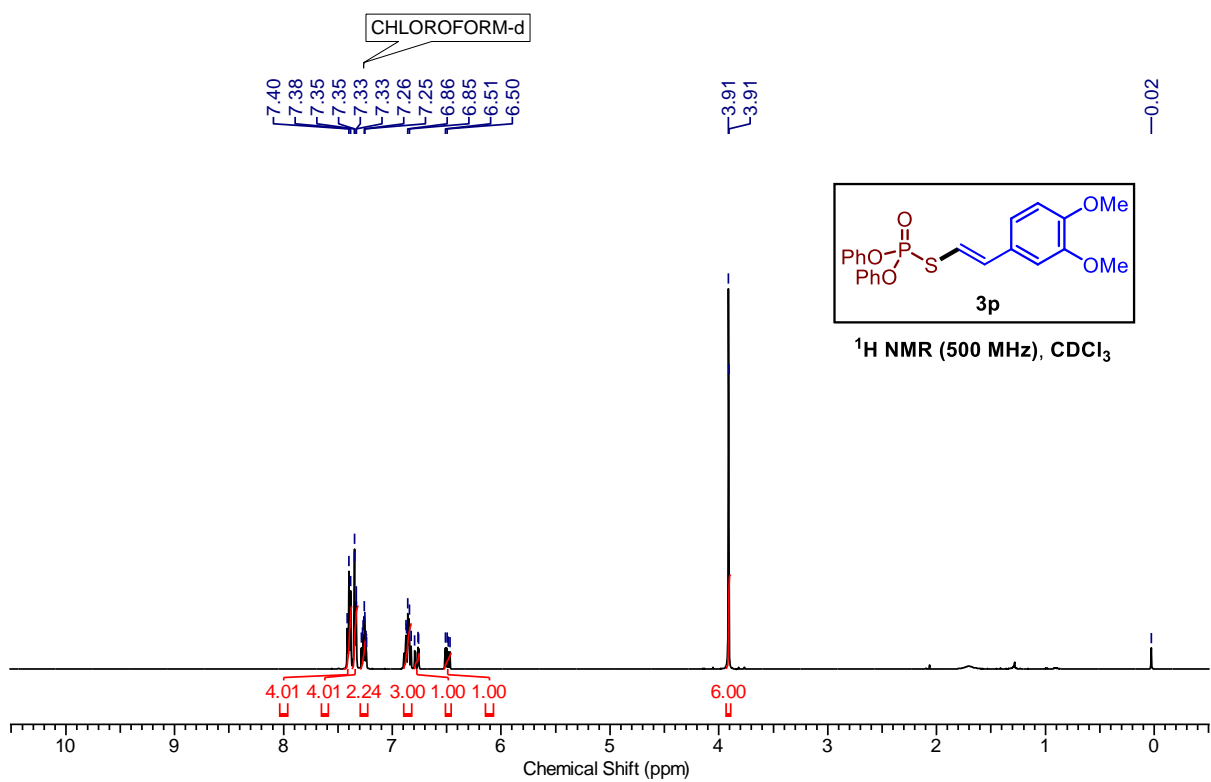 CHLOROFORM-d
7.40
7.38
7.35
7.35
7.33
7.33
7.26
7.25
6.86
6.85
6.51
6.50
3.91
3.91
0.02
O
OMe
PhO P S
OMe
PhO
3p
¹H NMR (500 MHz), CDCl₃
4.01 4.01 2.24 3.00 1.00 1.00 6.00
10 9 8 7 6 5 4 3 2 1 0
Chemical Shift (ppm)